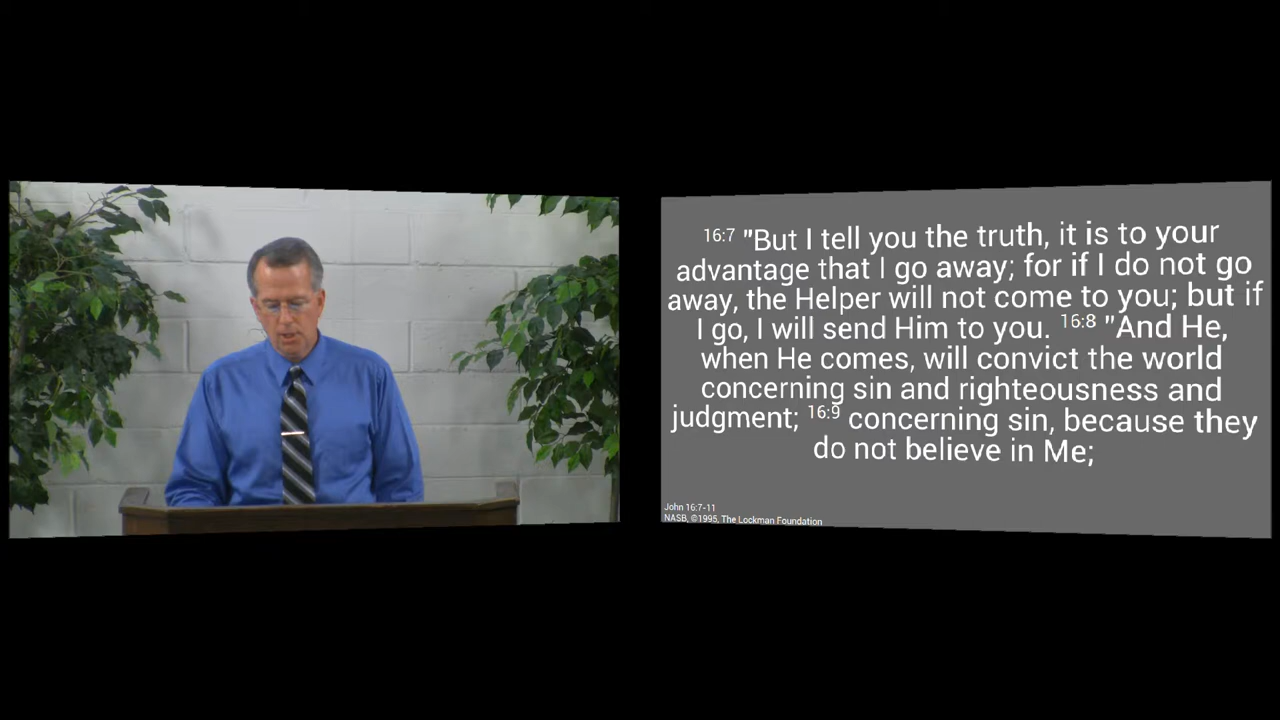 16:7 "But I tell you the truth, it is to your
advantage that I go away; for if I do not go
away, the Helper will not come to you; but if
I go, I will send Him to you. 16:8 "And He,
when He comes, will convict the world
concerning sin and righteousness and
judgment; 16:9 concerning sin, because they
do not believe in Me;
John 16:7-11
NASB, ©1995, The Lockman Foundation